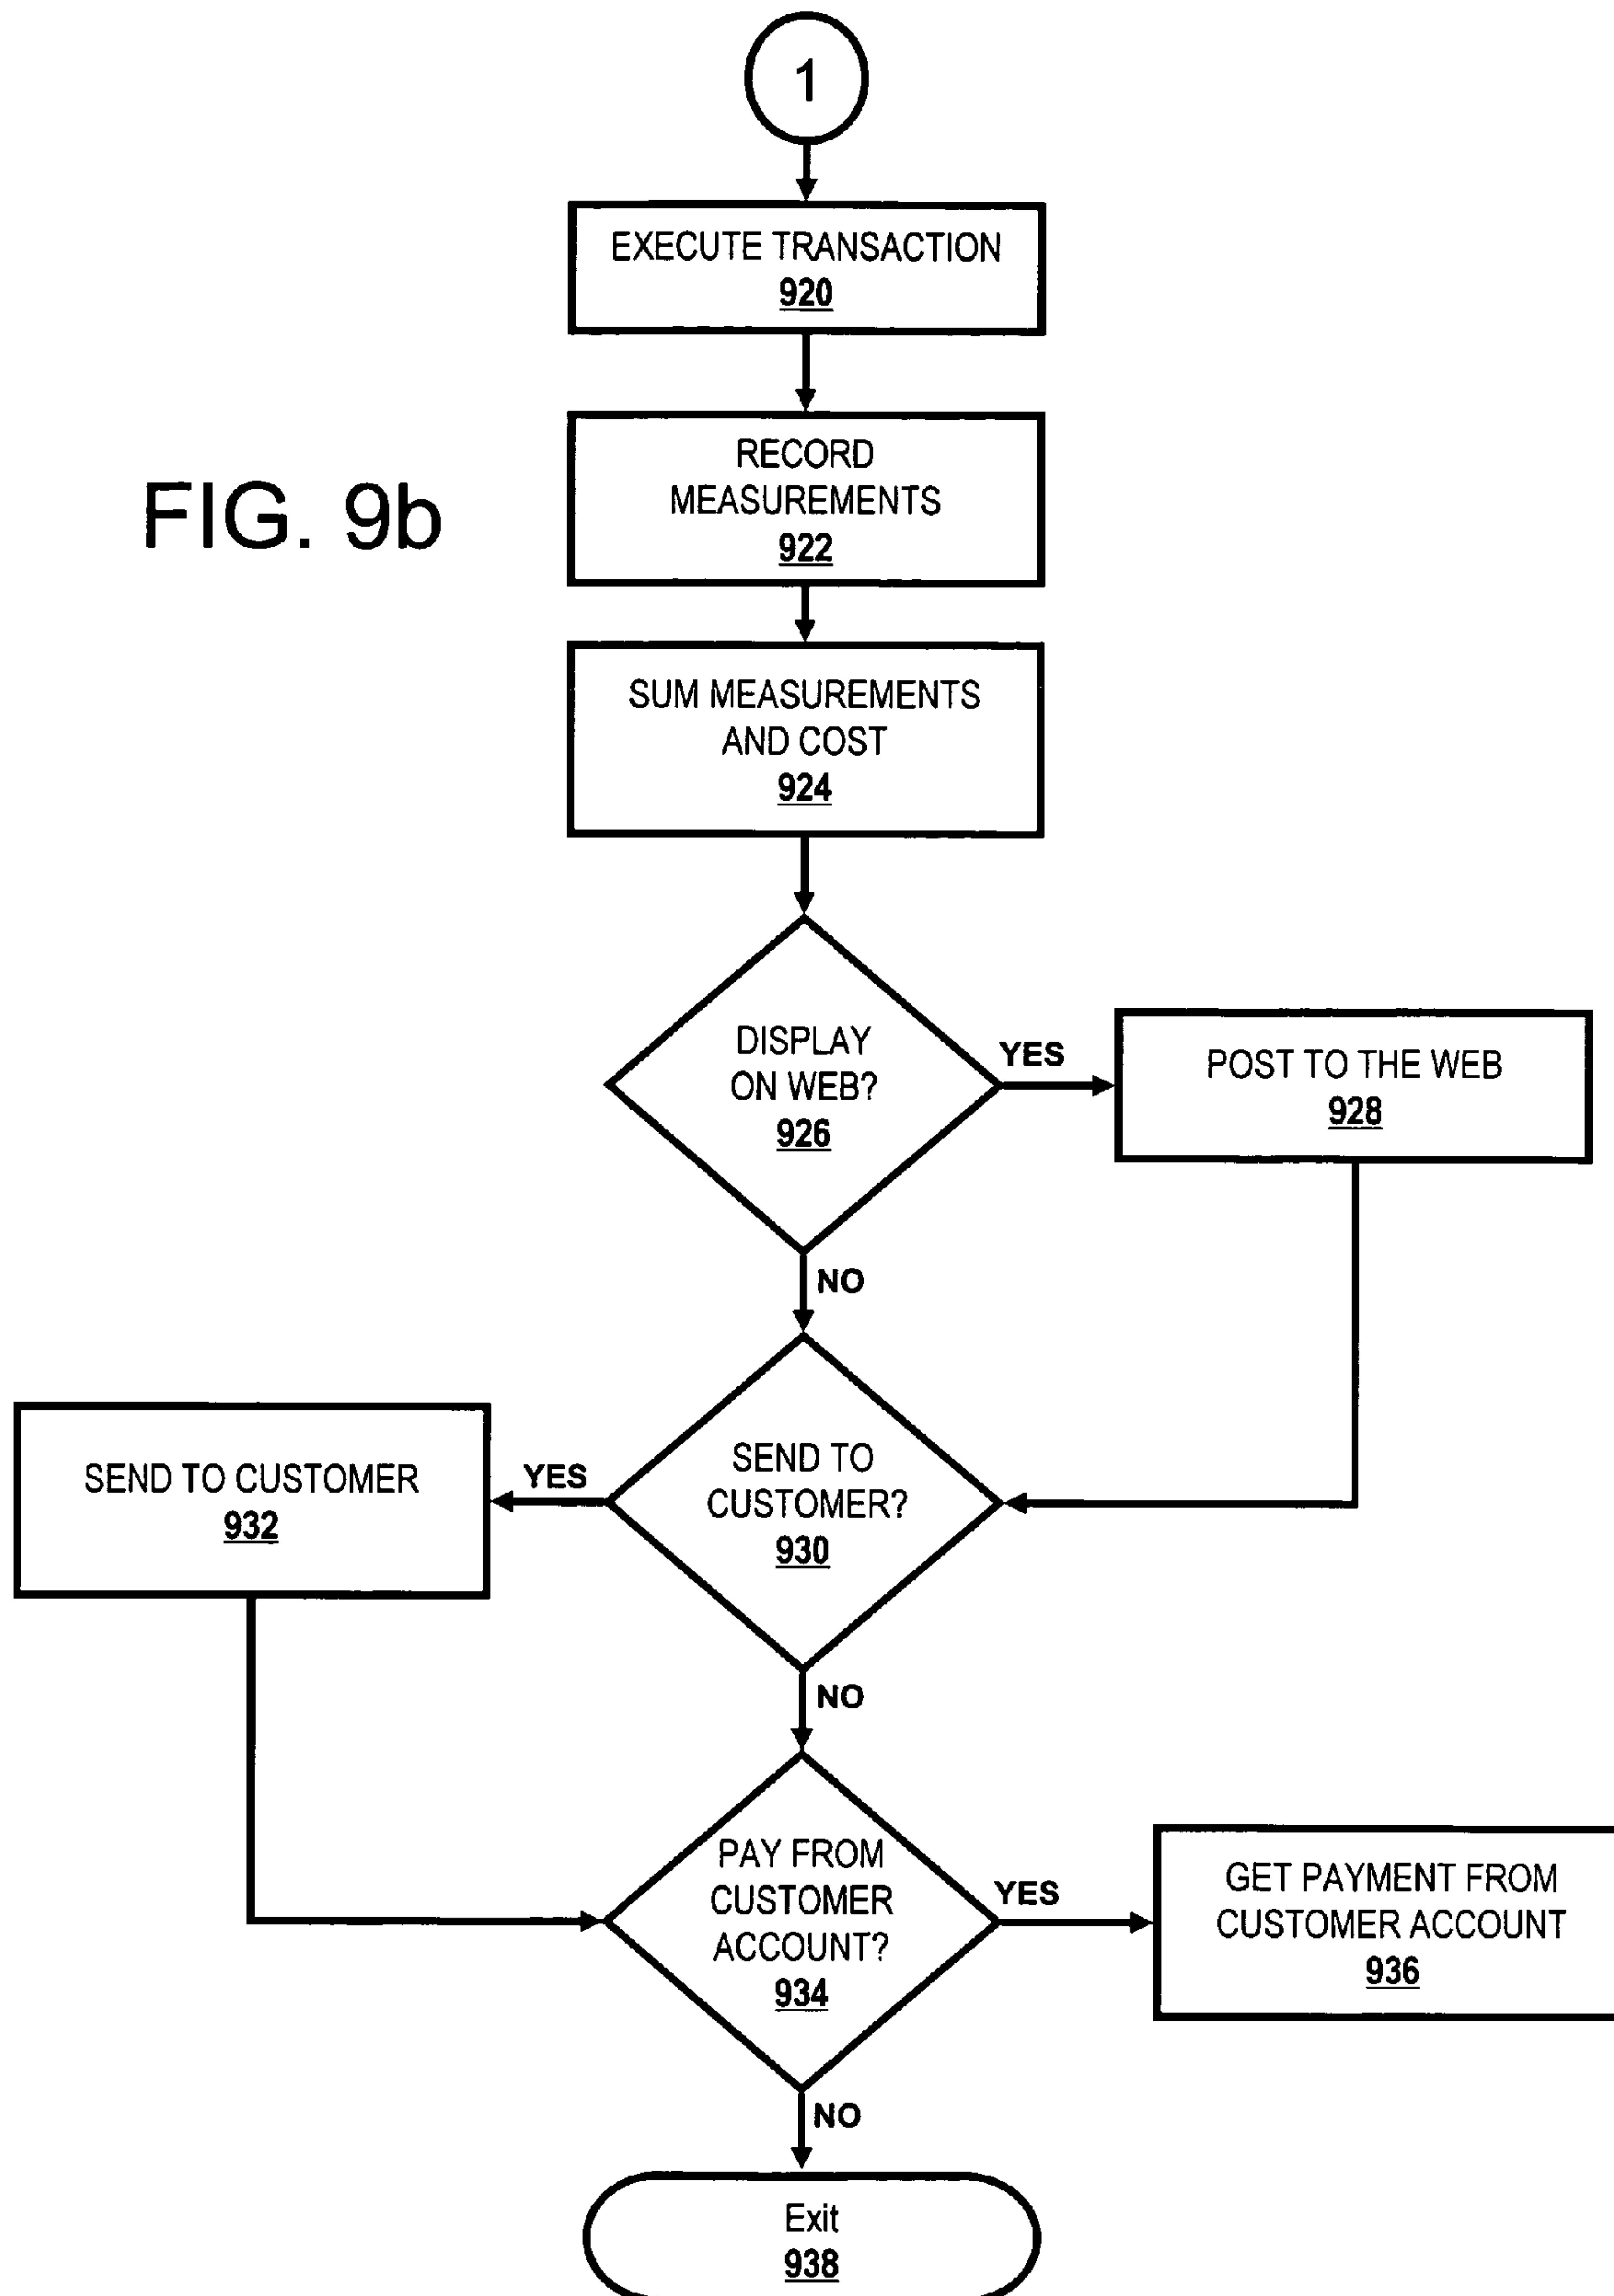 1
EXECUTE TRANSACTION
920
RECORD
MEASUREMENTS
922
FIG. 9b
SUM MEASUREMENTS
AND COST
924
DISPLAY
ON WEB?
926
YES
POST TO THE WEB
928
NO
SEND TO
CUSTOMER?
930
YES
SEND TO CUSTOMER
932
NO
PAY FROM
CUSTOMER
ACCOUNT?
934
YES
GET PAYMENT FROM
CUSTOMER ACCOUNT
936
NO
Exit
938